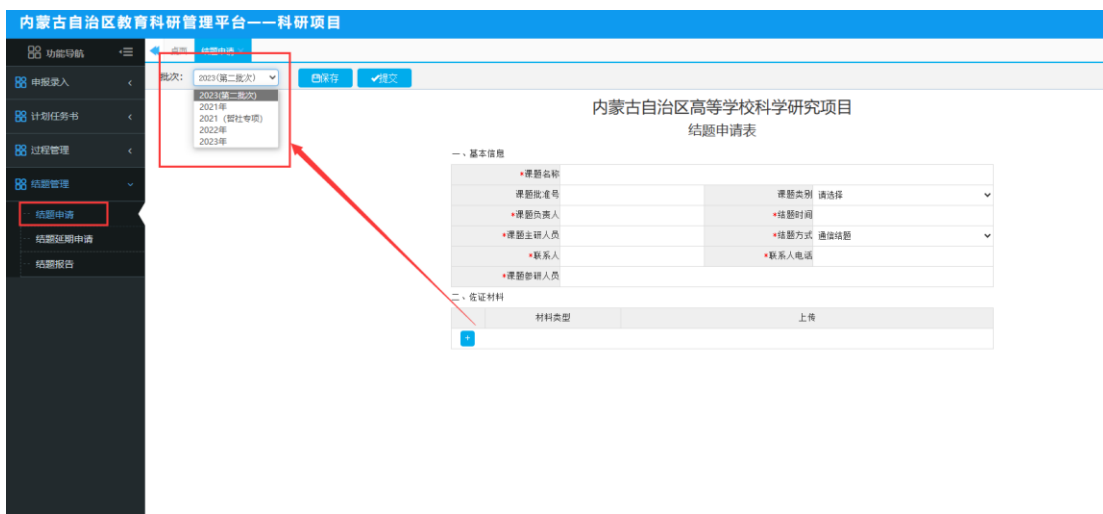 内蒙古自治区教育科研管理平台——科研项目
功能导航
桌面 结题申请 ×
申报录入
批次： 2023(第二批次) 保存 提交
2023(第二批次)
2021年
2021（暂社专项)
2022年
2023年
计划任务书
过程管理
结题管理
结题申请
结题延期申请
结题报告
内蒙古自治区高等学校科学研究项目
结题申请表
一、基本信息
*课题名称
课题批准号 课题类别 请选择
*课题负责人 *结题时间
*课题主研人员 *结题方式 通信结题
*联系人 *联系人电话
*课题参研人员
二、佐证材料
材料类型 上传
+